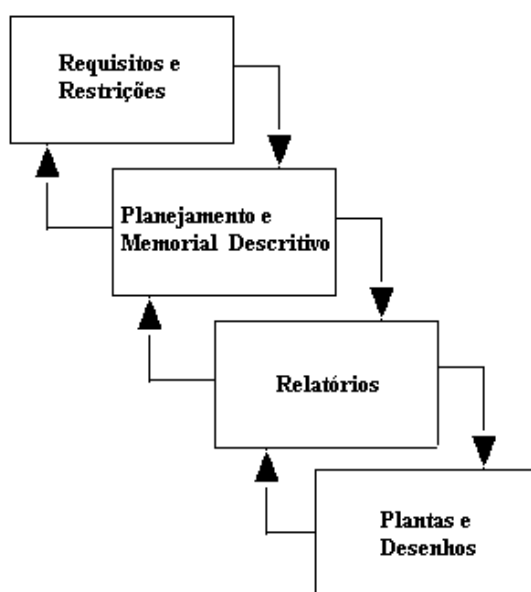 Requisitos e
Restrições
Planejamento e
Memorial Descritivo
Relatórios
Plantas e
Desenhos